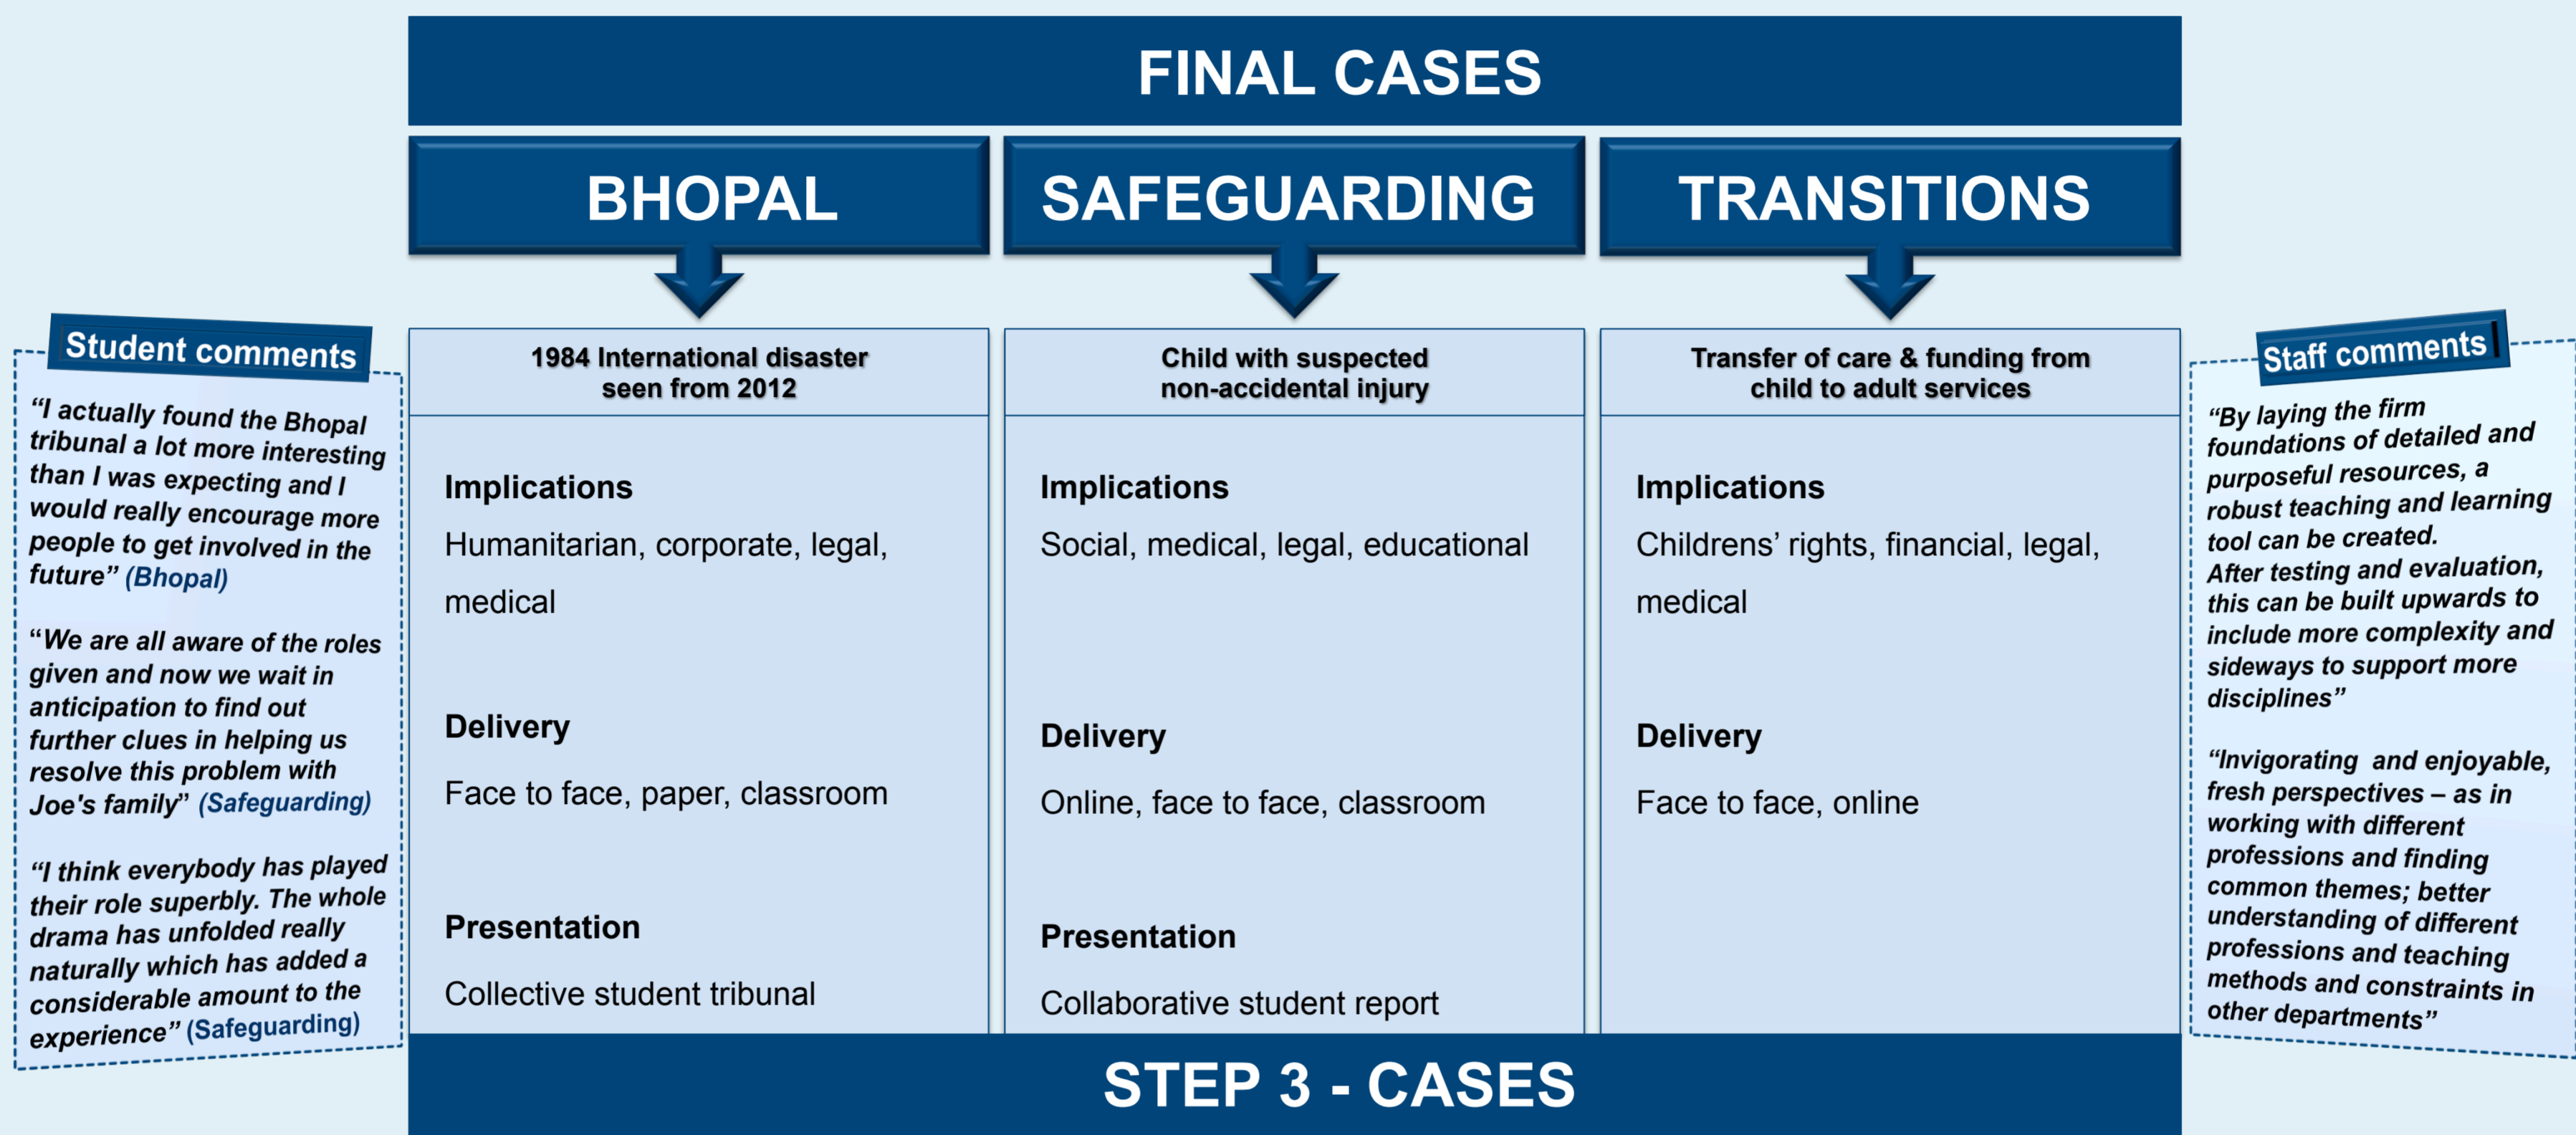 FINAL CASES
BHOPAL
SAFEGUARDING
TRANSITIONS
Student comments
“I actually found the Bhopal
tribunal a lot more interesting
than I was expecting and I
would really encourage more
people to get involved in the
future” (Bhopal)
“We are all aware of the roles
given and now we wait in
anticipation to find out
further clues in helping us
resolve this problem with
Joe's family” (Safeguarding)
“I think everybody has played
their role superbly. The whole
drama has unfolded really
naturally which has added a
considerable amount to the
experience” (Safeguarding)
1984 International disaster
seen from 2012
Implications
Humanitarian, corporate, legal,
medical
Delivery
Face to face, paper, classroom
Presentation
Collective student tribunal
Child with suspected
non-accidental injury
Implications
Social, medical, legal, educational
Delivery
Online, face to face, classroom
Presentation
Collaborative student report
Transfer of care & funding from
child to adult services
Implications
Childrens’ rights, financial, legal,
medical
Delivery
Face to face, online
Staff comments
“By laying the firm
foundations of detailed and
purposeful resources, a
robust teaching and learning
tool can be created.
After testing and evaluation,
this can be built upwards to
include more complexity and
sideways to support more
disciplines”
“Invigorating  and enjoyable,
fresh perspectives – as in
working with different
professions and finding
common themes; better
understanding of different
professions and teaching
methods and constraints in
other departments”
STEP 3 - CASES